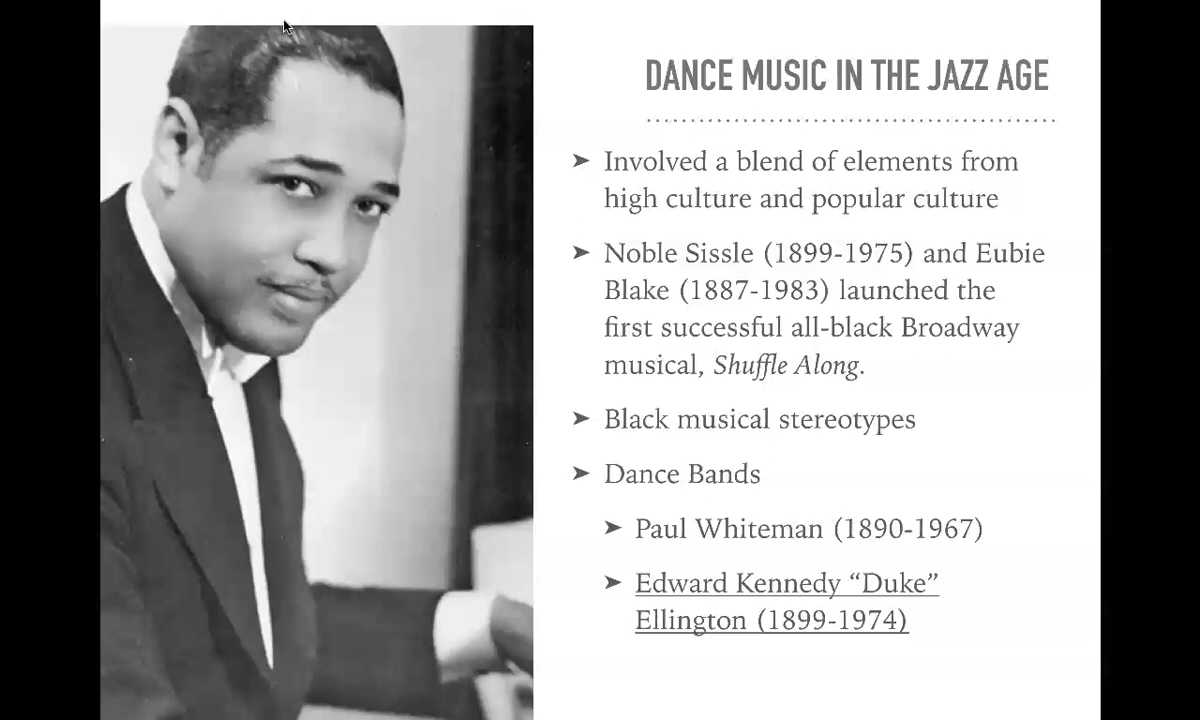 DANCE MUSIC IN THE JAZZ AGE
➤ Involved a blend of elements from
high culture and popular culture
➤ Noble Sissle (1899-1975) and Eubie
Blake (1887-1983) launched the
first successful all-black Broadway
musical, Shuffle Along.
➤ Black musical stereotypes
➤ Dance Bands
➤ Paul Whiteman (1890-1967)
➤ Edward Kennedy “Duke”
Ellington (1899-1974)